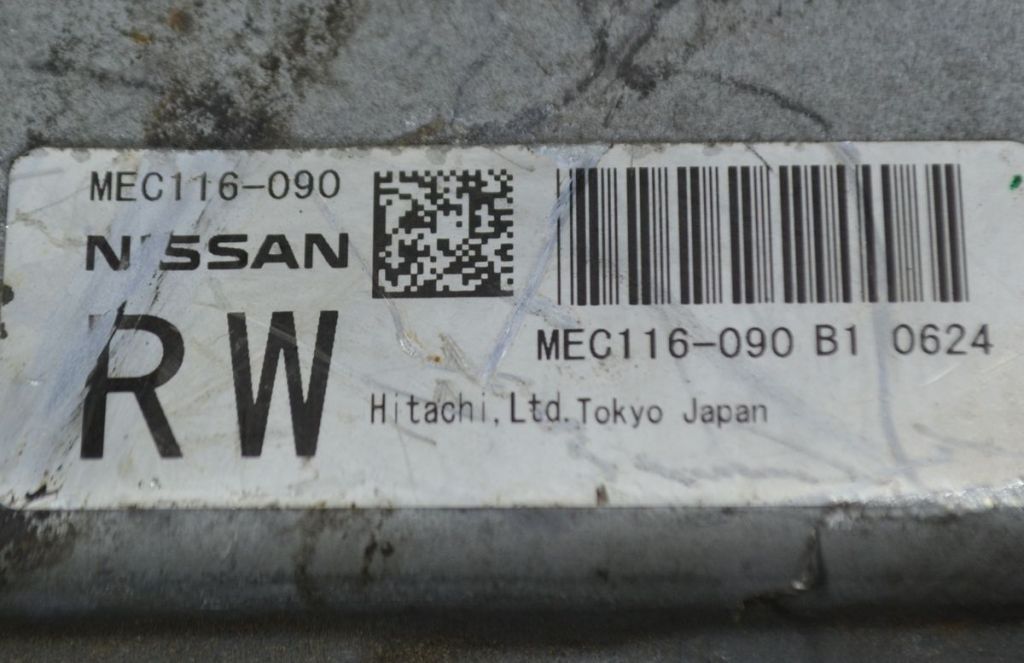 MEC116-090
NISSAN
RW
MEC116-090 B1 0624
Hitachi,Ltd.Tokyo Japan